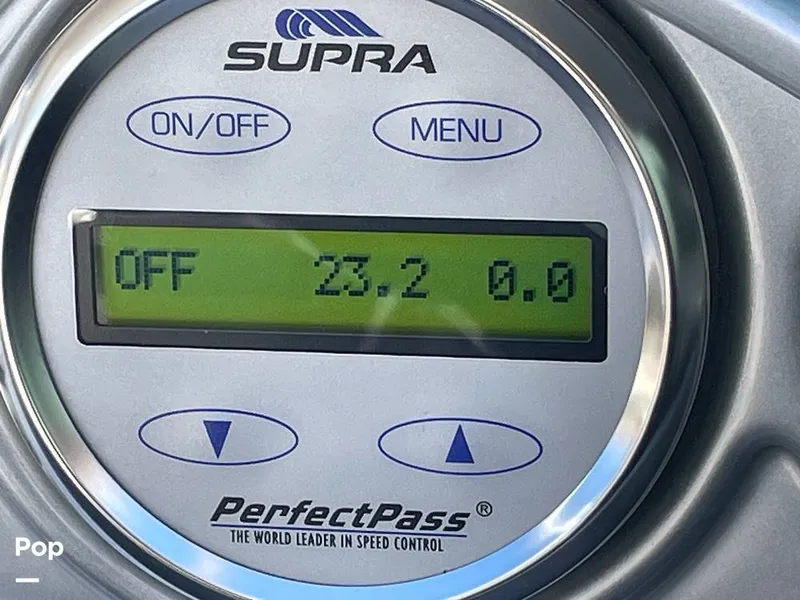 SUPRA
ON/OFF MENU
OFF 23.2 0.0
PerfectPass®
THE WORLD LEADER IN SPEED CONTROL
Pop